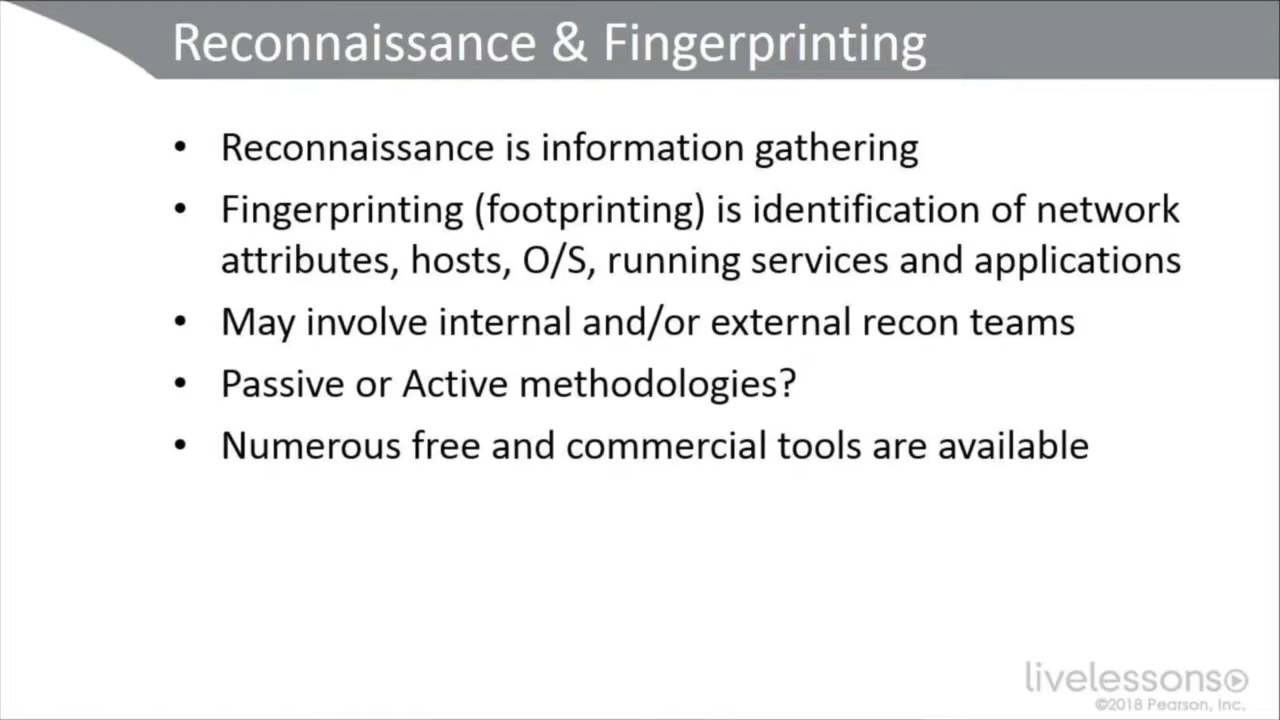 Reconnaissance & Fingerprinting
• Reconnaissance is information gathering
• Fingerprinting (footprinting) is identification of network
attributes, hosts, O/S, running services and applications
• May involve internal and/or external recon teams
• Passive or Active methodologies?
• Numerous free and commercial tools are available
livelessons
©2018 Pearson, Inc.